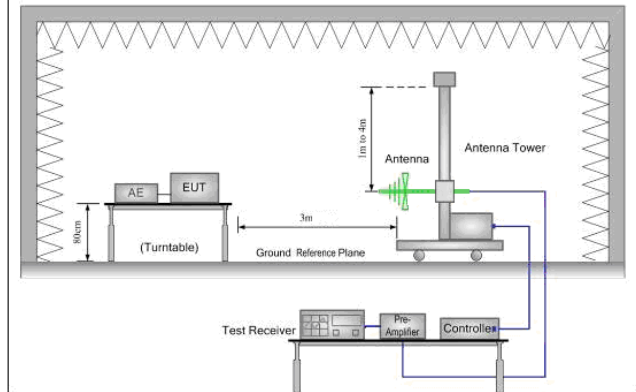 1m to 4m
Antenna
Antenna Tower
AE
EUT
80cm
3m
(Turntable)
Ground Reference Plane
Test Receiver
Pre-
Amplifier
Controller